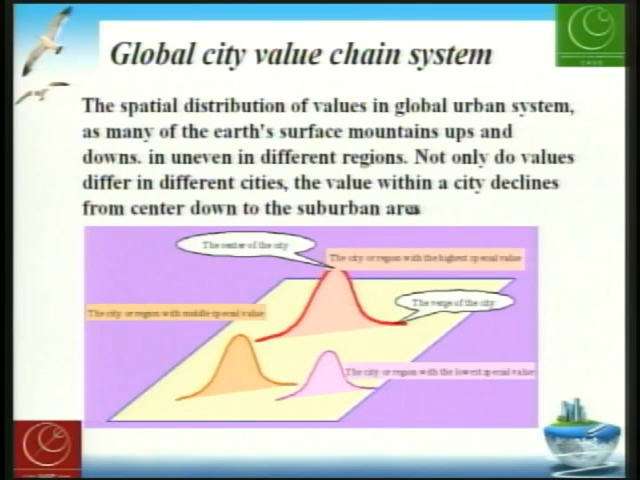 Global city value chain system
The spatial distribution of values in global urban system,
as many of the earth's surface mountains ups and
downs. in uneven in different regions. Not only do values
differ in different cities, the value within a city declines
from center down to the suburban area
The center of the city
The city or region with the highest special value
The verge of the city
The city or region with middle special value
The city or region with the lowest special value